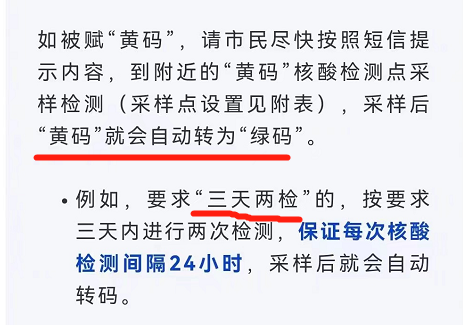 如被赋“黄码”，请市民尽快按照短信提
示内容，到附近的“黄码”核酸检测点采
样检测（采样点设置见附表），采样后
“黄码”就会自动转为“绿码”。
• 例如，要求“三天两检”的，按要求
三天内进行两次检测，保证每次核酸
检测间隔24小时，采样后就会自动
转码。